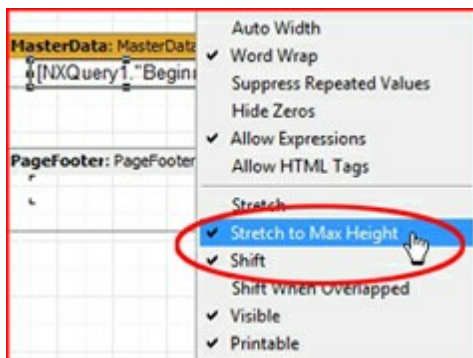 MasterData: MasterData
[NXQuery1."Begin
PageFooter: PageFooter
Auto Width
Word Wrap
Suppress Repeated Values
Hide Zeros
Allow Expressions
Allow HTML Tags
Stretch
Stretch to Max Height
Shift
Shift When Overlapped
Visible
Printable